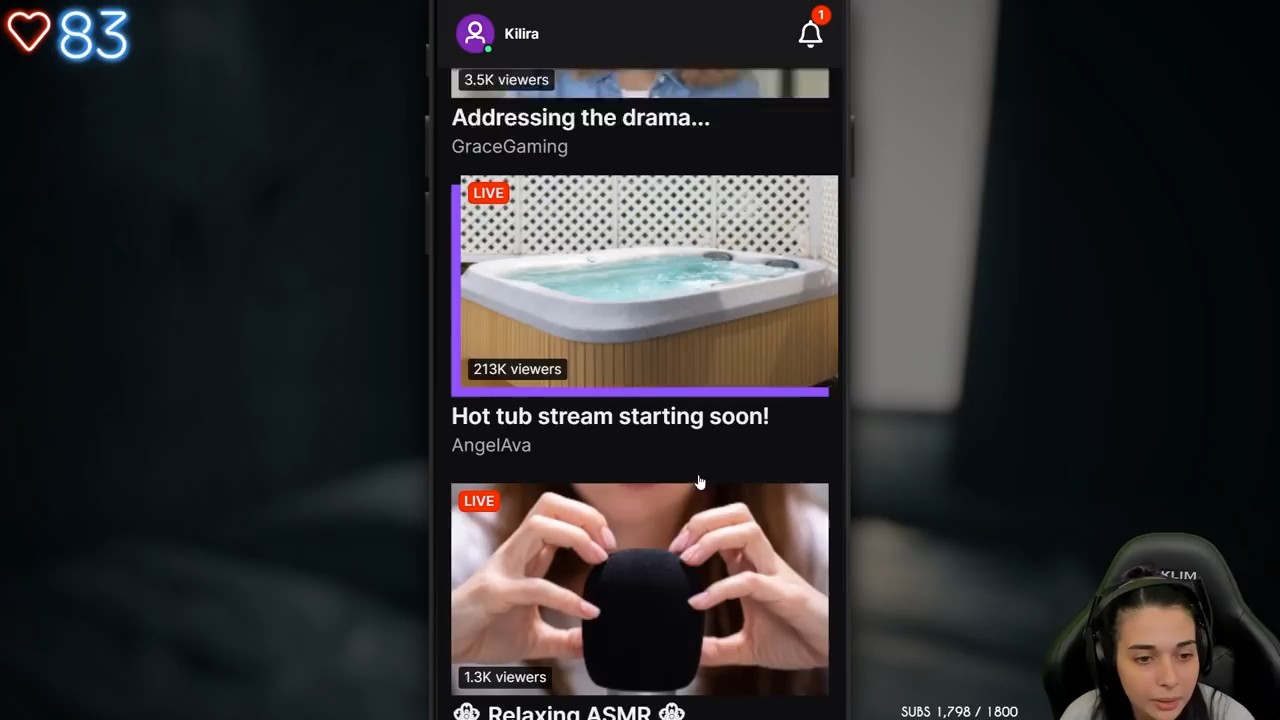 83
Kilira
1
3.5K viewers
Addressing the drama...
GraceGaming
LIVE
213K viewers
Hot tub stream starting soon!
AngelAva
LIVE
1.3K viewers
Relaxing ASMR
KLIM
SUBS 1,798 / 1800